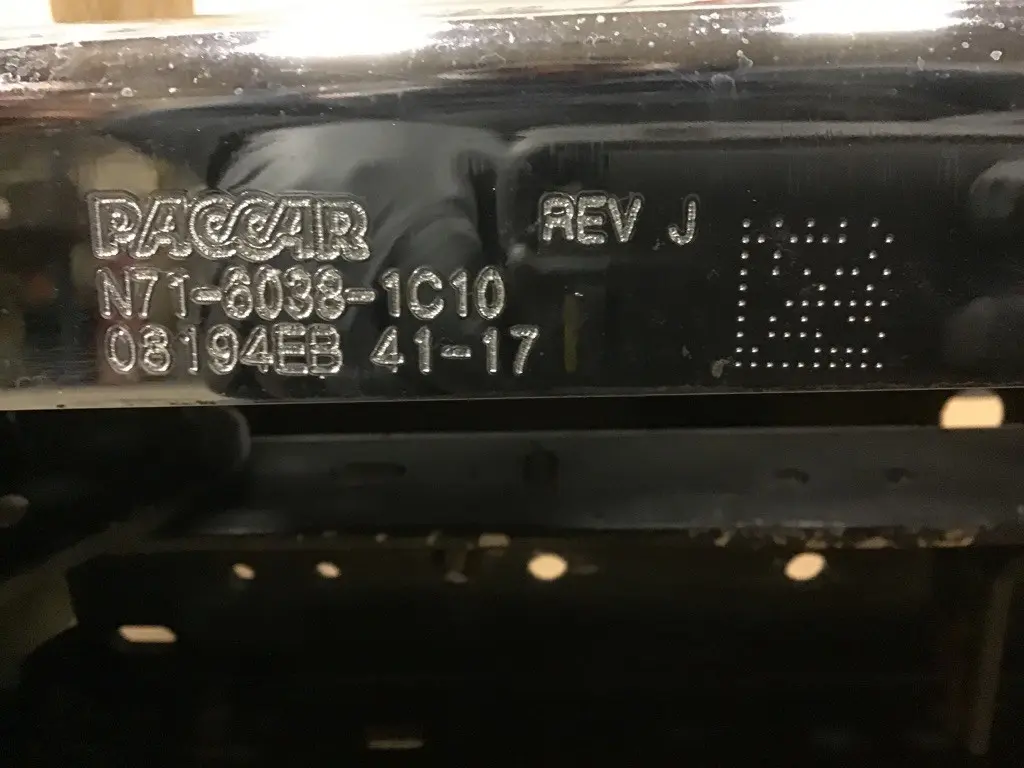 PACCAR REV J
N71-6038-1C10
08194EB 41-17